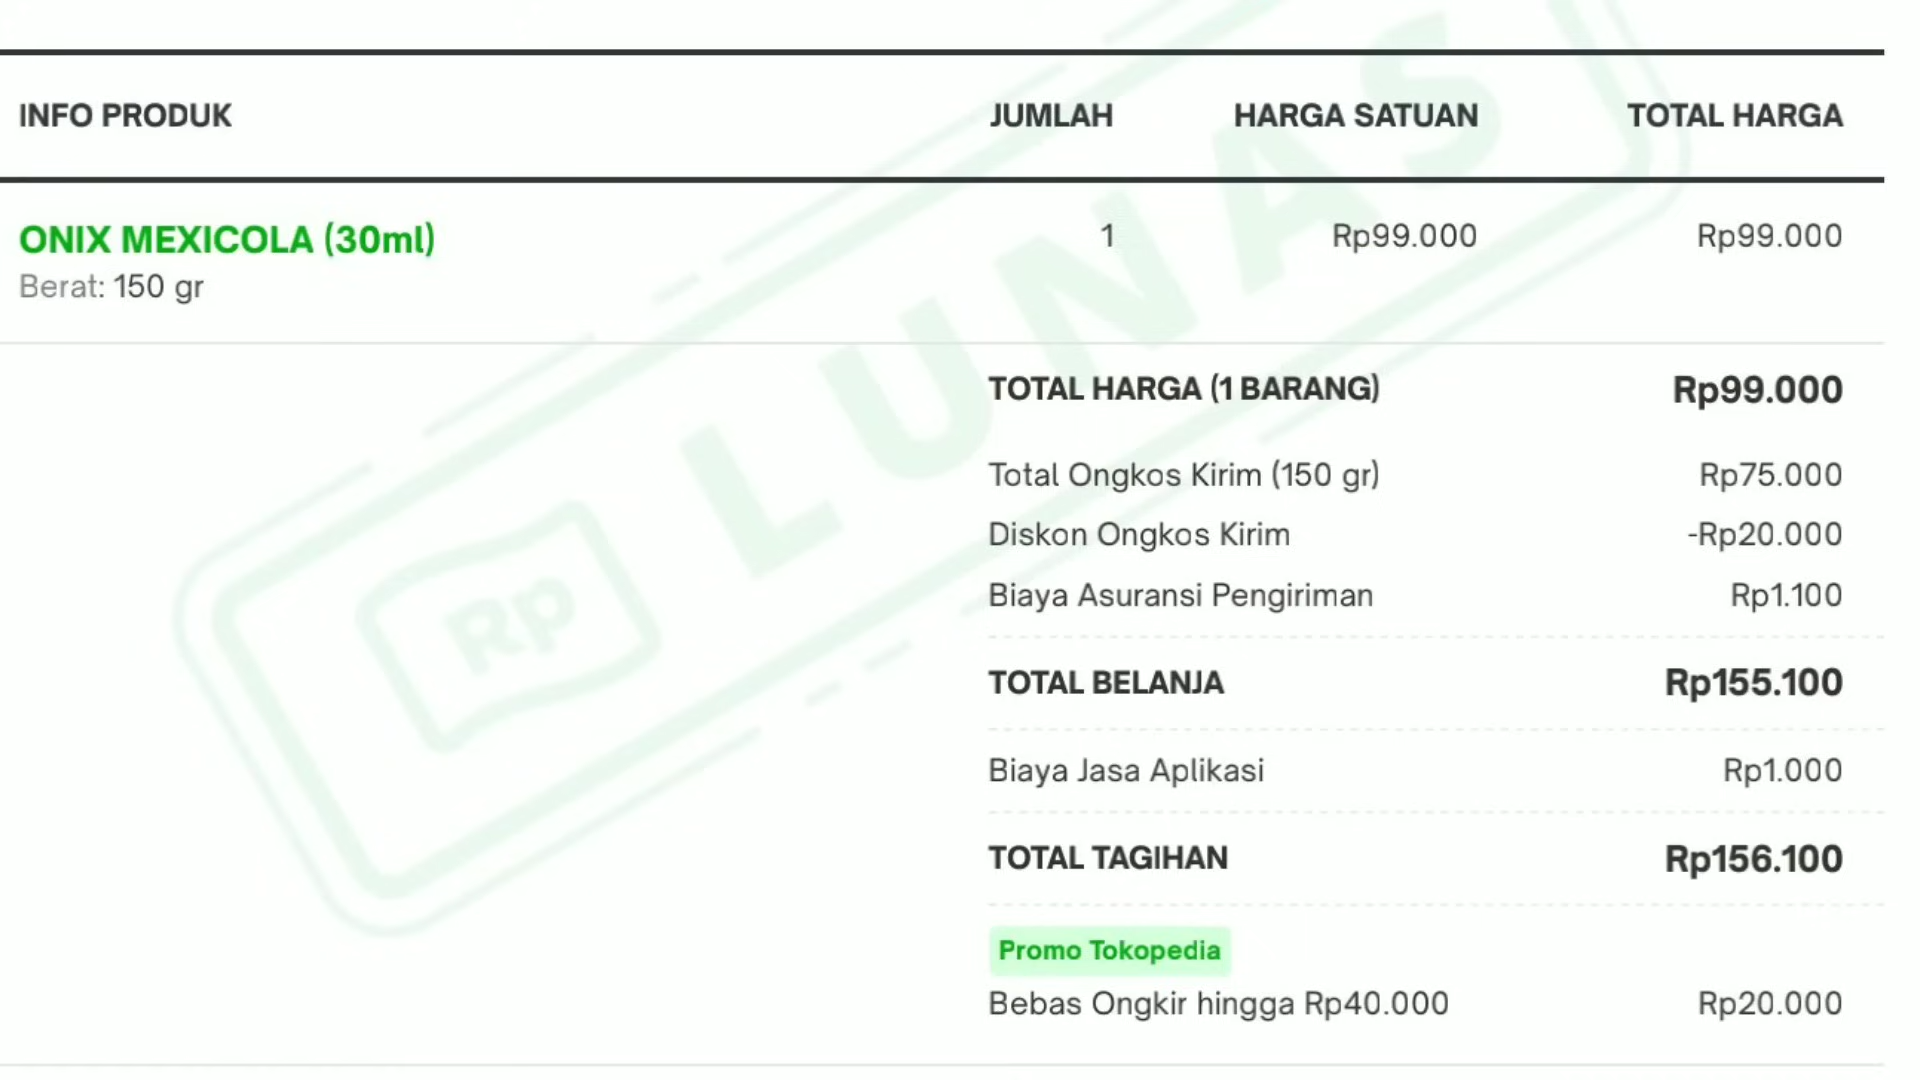 INFO PRODUK JUMLAH HARGA SATUAN TOTAL HARGA
ONIX MEXICOLA (30ml) 1 Rp99.000 Rp99.000
Berat: 150 gr
TOTAL HARGA (1 BARANG) Rp99.000
Total Ongkos Kirim (150 gr) Rp75.000
Diskon Ongkos Kirim -Rp20.000
Biaya Asuransi Pengiriman Rp1.100
TOTAL BELANJA Rp155.100
Biaya Jasa Aplikasi Rp1.000
TOTAL TAGIHAN Rp156.100
Promo Tokopedia
Bebas Ongkir hingga Rp40.000 Rp20.000
Rp LUNAS